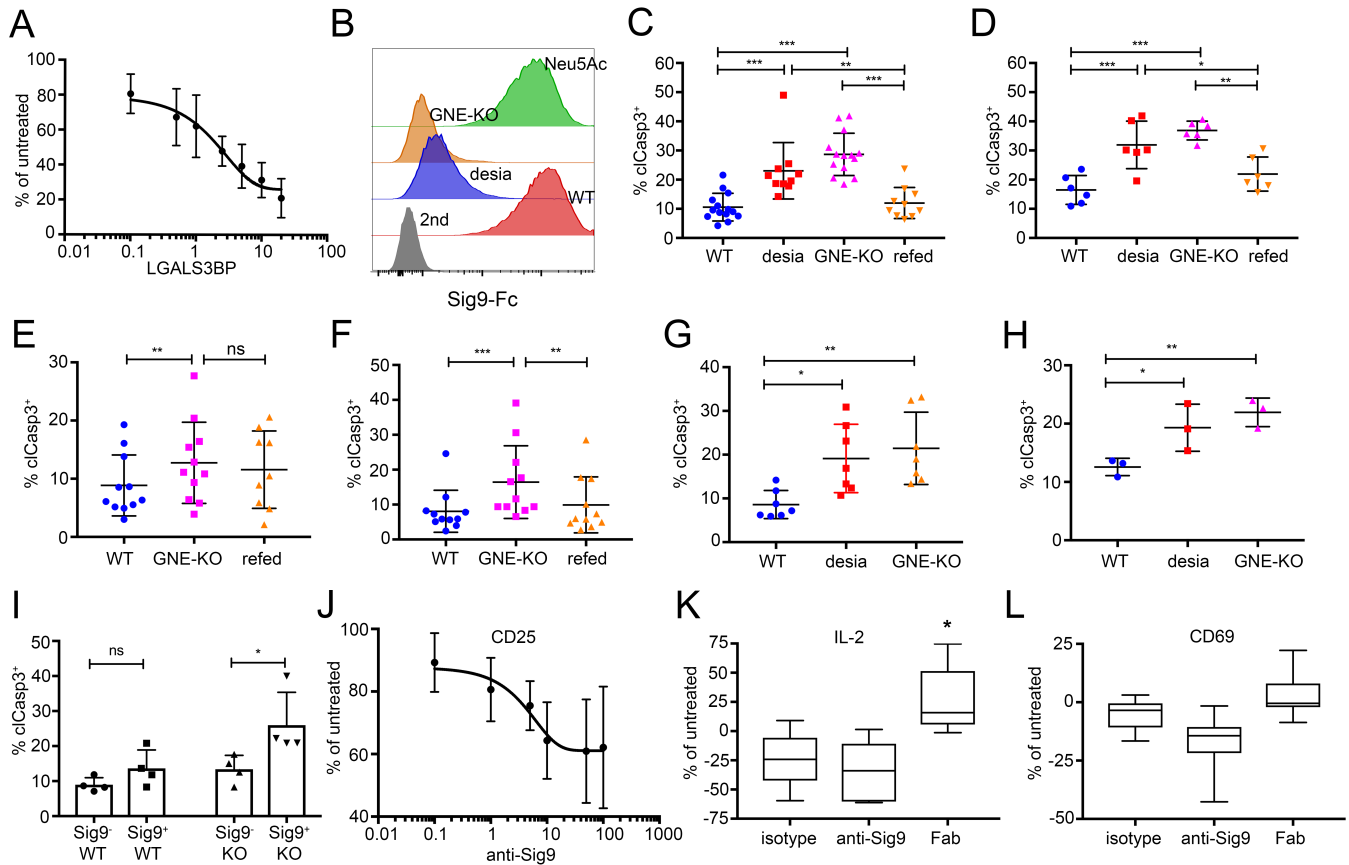 A
% of untreated
100
80
60
40
20
0
0.01
0.1
1
10
100
LGALS3BP
B
Neu5Ac
GNE-KO
desia
WT
2nd
Sig9-Fc
C
% clCasp3⁺
60
50
40
30
20
10
0
***
***
**
***
WT
desia
GNE-KO
refed
D
% clCasp3⁺
60
50
40
30
20
10
0
***
***
*
**
WT
desia
GNE-KO
refed
E
% clCasp3⁺
30
20
10
0
**
ns
WT
GNE-KO
refed
F
% clCasp3⁺
50
40
30
20
10
0
***
**
WT
GNE-KO
refed
G
% clCasp3⁺
40
30
20
10
0
**
*
WT
desia
GNE-KO
H
% clCasp3⁺
30
20
10
0
**
*
WT
desia
GNE-KO
I
% clCasp3⁺
50
40
30
20
10
0
ns
*
Sig9⁻
WT
Sig9⁺
WT
Sig9⁻
KO
Sig9⁺
KO
J
CD25
% of untreated
100
80
60
40
0.01
0.1
1
10
100
1000
anti-Sig9
K
IL-2
*
% of untreated
75
50
25
0
-25
-50
-75
isotype
anti-Sig9
Fab
L
CD69
% of untreated
25
0
-25
-50
isotype
anti-Sig9
Fab